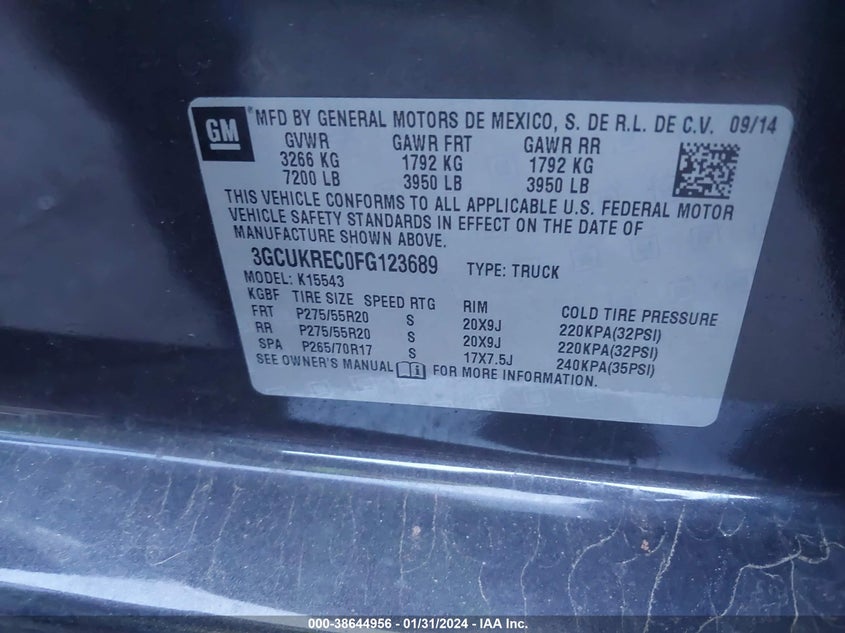 GM
® MFD BY GENERAL MOTORS DE MEXICO, S. DE R.L. DE C.V. 09/14
GVWR GAWR FRT GAWR RR
3266 KG 1792 KG 1792 KG
7200 LB 3950 LB 3950 LB
THIS VEHICLE CONFORMS TO ALL APPLICABLE U.S. FEDERAL MOTOR
VEHICLE SAFETY STANDARDS IN EFFECT ON THE DATE OF
MANUFACTURE SHOWN ABOVE.
3GCUKREC0FG123689 TYPE: TRUCK
MODEL: K15543
KGBF TIRE SIZE SPEED RTG RIM COLD TIRE PRESSURE
FRT P275/55R20 S 20X9J 220KPA(32PSI)
RR P275/55R20 S 20X9J 220KPA(32PSI)
SPA P265/70R17 S 17X7.5J 240KPA(35PSI)
SEE OWNER'S MANUAL FOR MORE INFORMATION.
000-38644956 - 01/31/2024 - IAA Inc.